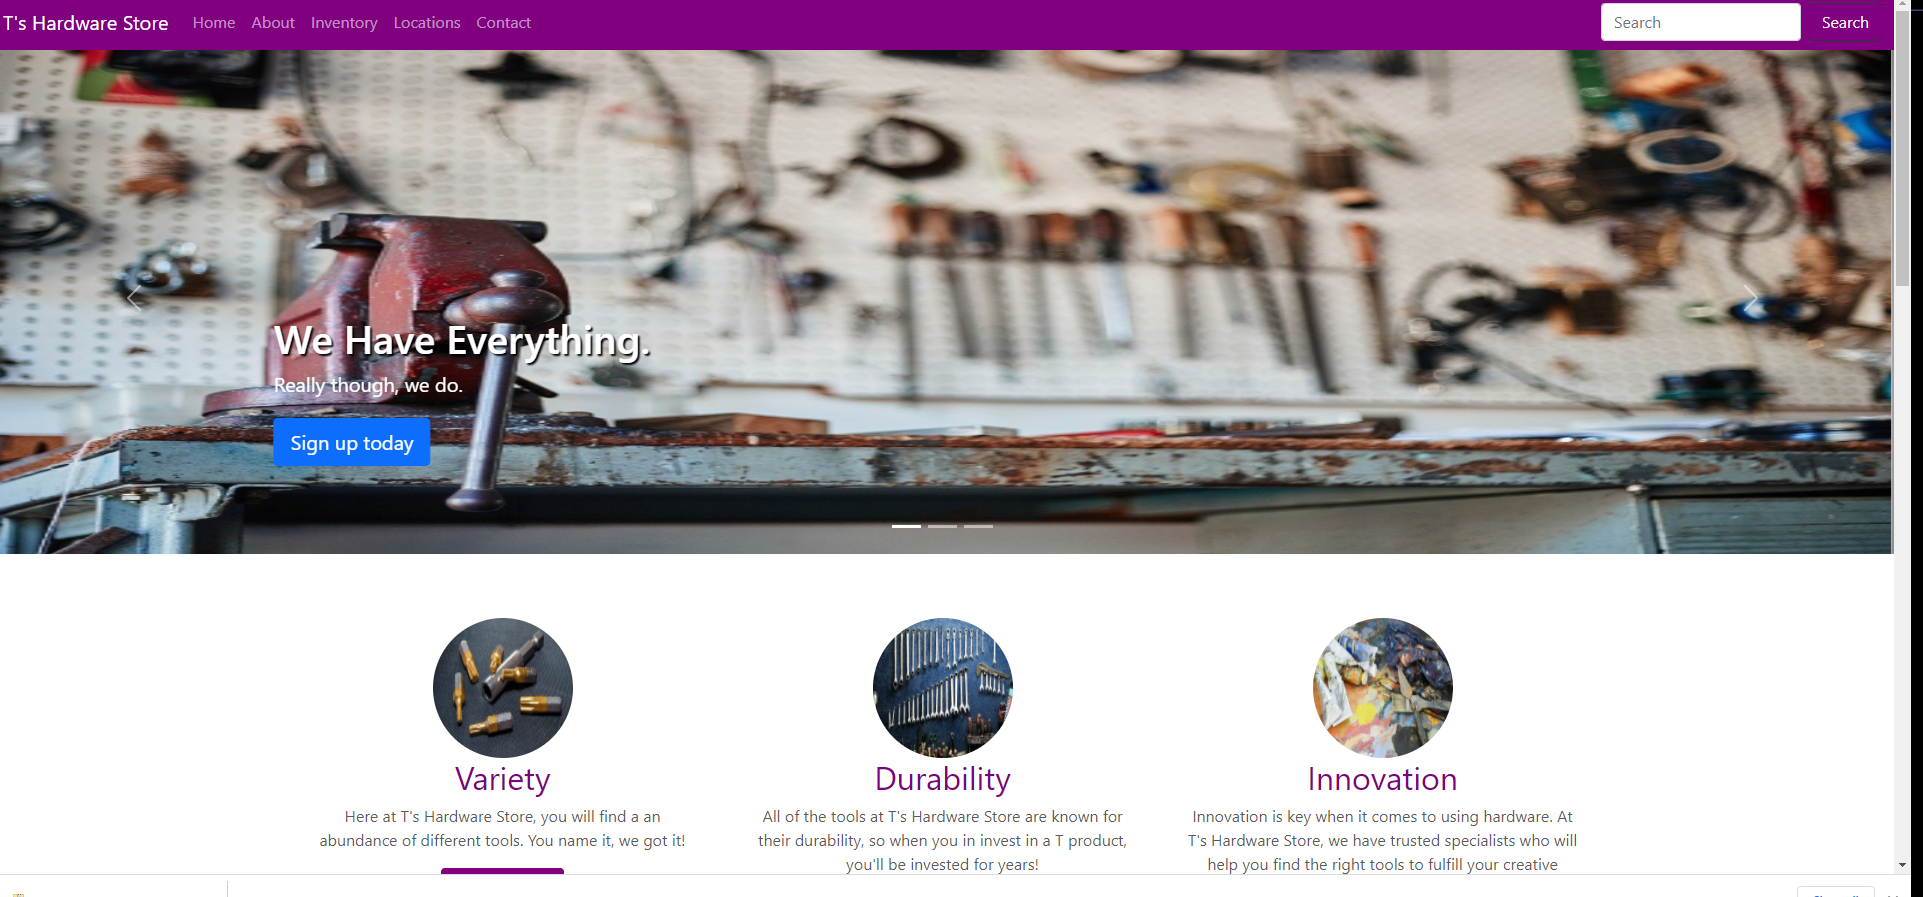 T's Hardware Store Home About Inventory Locations Contact Search Search
We Have Everything.
Really though, we do.
Sign up today
Variety
Here at T's Hardware Store, you will find a an
abundance of different tools. You name it, we got it!
Durability
All of the tools at T's Hardware Store are known for
their durability, so when you in invest in a T product,
you'll be invested for years!
Innovation
Innovation is key when it comes to using hardware. At
T's Hardware Store, we have trusted specialists who will
help you find the right tools to fulfill your creative